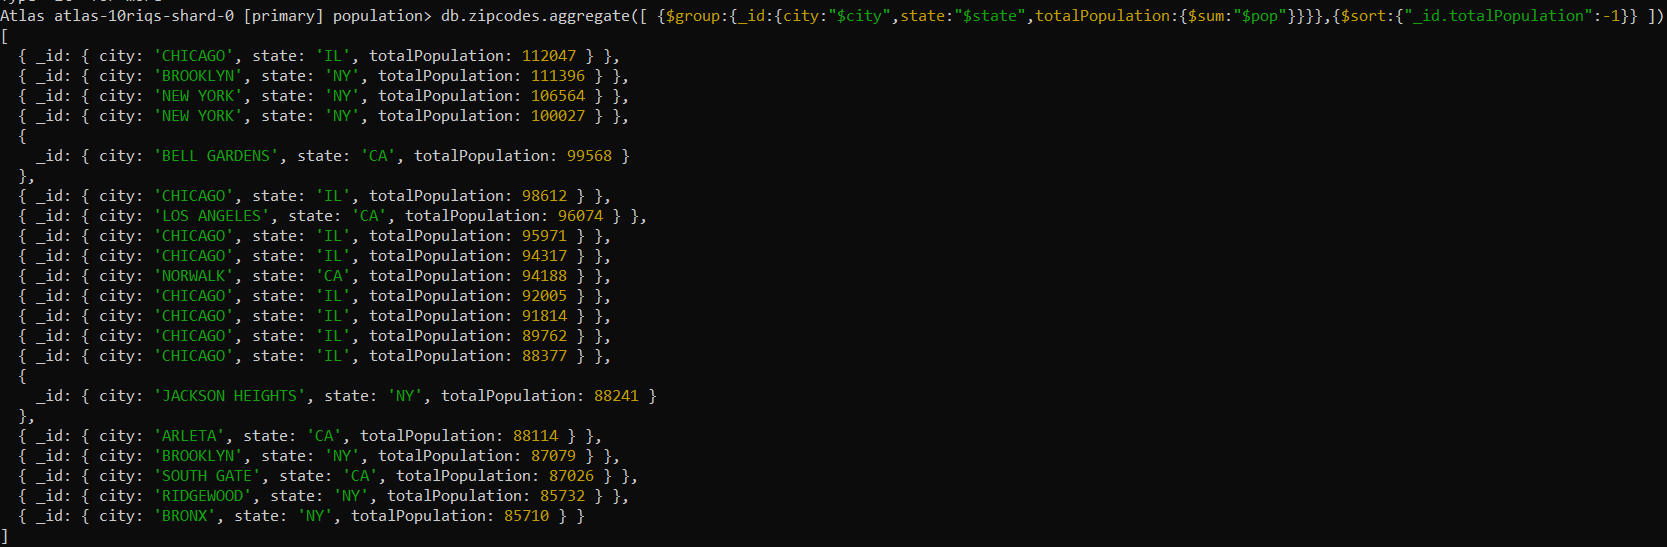 Atlas atlas-10riqs-shard-0 [primary] population> db.zipcodes.aggregate([ {$group:{_id:{city:"$city",state:"$state",totalPopulation:{$sum:"$pop"}}}},{$sort:{"_id.totalPopulation":-1}} ])
[
  { _id: { city: 'CHICAGO', state: 'IL', totalPopulation: 112047 } },
  { _id: { city: 'BROOKLYN', state: 'NY', totalPopulation: 111396 } },
  { _id: { city: 'NEW YORK', state: 'NY', totalPopulation: 106564 } },
  { _id: { city: 'NEW YORK', state: 'NY', totalPopulation: 100027 } },
  {
    _id: { city: 'BELL GARDENS', state: 'CA', totalPopulation: 99568 }
  },
  { _id: { city: 'CHICAGO', state: 'IL', totalPopulation: 98612 } },
  { _id: { city: 'LOS ANGELES', state: 'CA', totalPopulation: 96074 } },
  { _id: { city: 'CHICAGO', state: 'IL', totalPopulation: 95971 } },
  { _id: { city: 'CHICAGO', state: 'IL', totalPopulation: 94317 } },
  { _id: { city: 'NORWALK', state: 'CA', totalPopulation: 94188 } },
  { _id: { city: 'CHICAGO', state: 'IL', totalPopulation: 92005 } },
  { _id: { city: 'CHICAGO', state: 'IL', totalPopulation: 91814 } },
  { _id: { city: 'CHICAGO', state: 'IL', totalPopulation: 89762 } },
  { _id: { city: 'CHICAGO', state: 'IL', totalPopulation: 88377 } },
  {
    _id: { city: 'JACKSON HEIGHTS', state: 'NY', totalPopulation: 88241 }
  },
  { _id: { city: 'ARLETA', state: 'CA', totalPopulation: 88114 } },
  { _id: { city: 'BROOKLYN', state: 'NY', totalPopulation: 87079 } },
  { _id: { city: 'SOUTH GATE', state: 'CA', totalPopulation: 87026 } },
  { _id: { city: 'RIDGEWOOD', state: 'NY', totalPopulation: 85732 } },
  { _id: { city: 'BRONX', state: 'NY', totalPopulation: 85710 } }
]